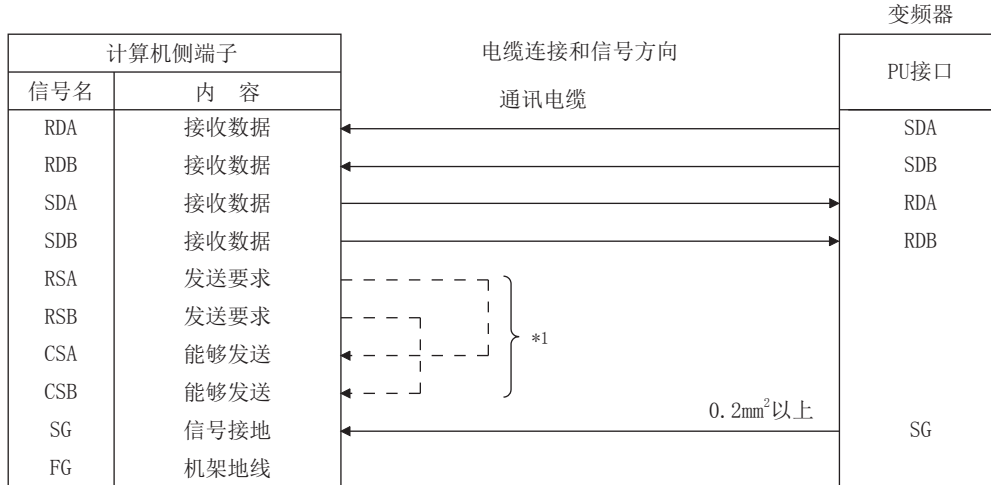 变频器
计算机侧端子 电缆连接和信号方向 PU接口
信号名 内 容 通讯电缆
RDA 接收数据 SDA
RDB 接收数据 SDB
SDA 接收数据 RDA
SDB 接收数据 RDB
RSA 发送要求
RSB 发送要求 *1
CSA 能够发送
CSB 能够发送
0.2mm²以上
SG 信号接地 SG
FG 机架地线